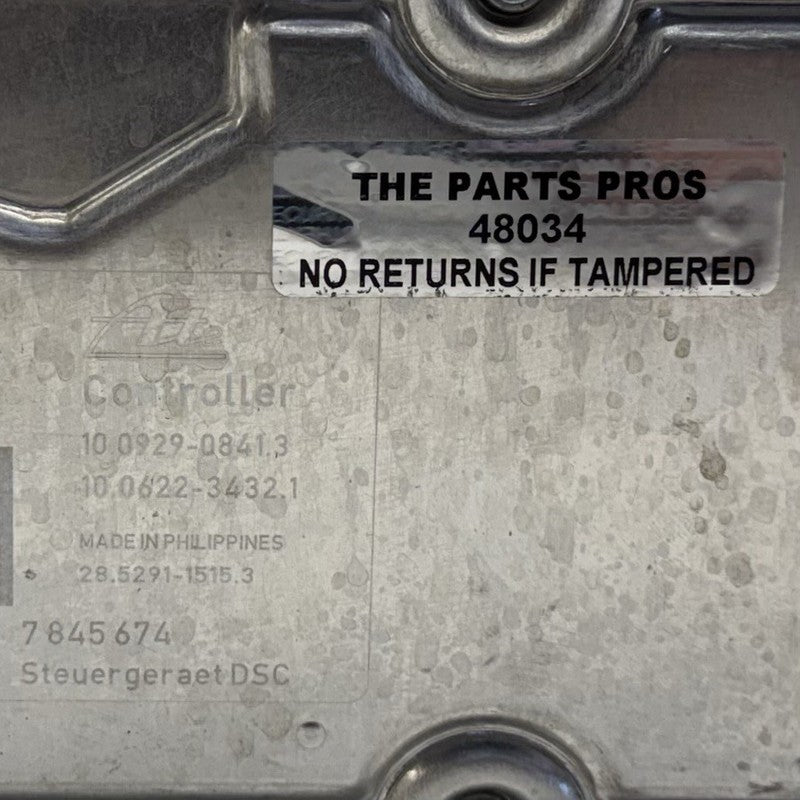 THE PARTS PROS
48034
NO RETURNS IF TAMPERED
Ate
Controller
10.0929-0841.3
10.0622-3432.1
MADE IN PHILIPPINES
28.5291-1515.3
7 845 674
Steuergeraet DSC